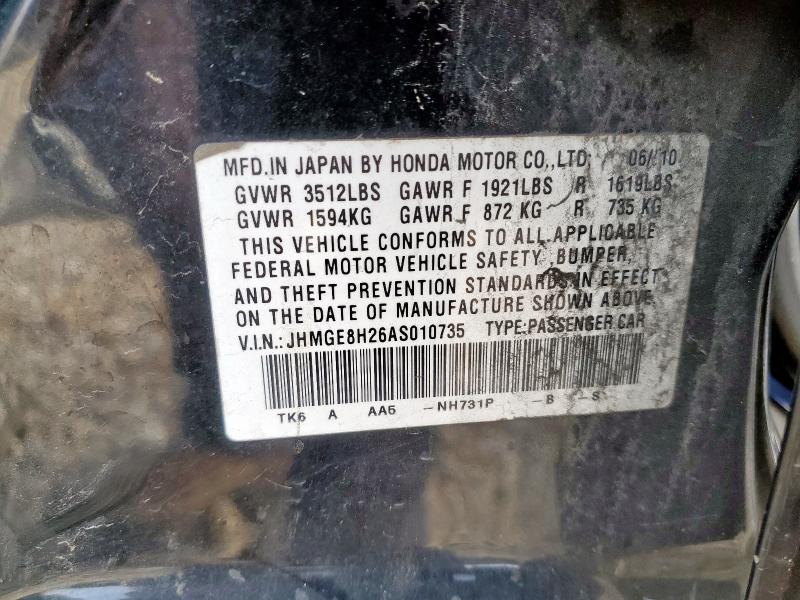 MFD.IN JAPAN BY HONDA MOTOR CO.,LTD. 06/10
GVWR 3512LBS GAWR F 1921LBS R 1619LBS
GVWR 1594KG GAWR F 872 KG R 735 KG
THIS VEHICLE CONFORMS TO ALL APPLICABLE
FEDERAL MOTOR VEHICLE SAFETY, BUMPER,
AND THEFT PREVENTION STANDARDS IN EFFECT
ON THE DATE OF MANUFACTURE SHOWN ABOVE.
V.I.N.: JHMGE8H26AS010735 TYPE:PASSENGER CAR
TK6 A AA5 -NH731P -B -S